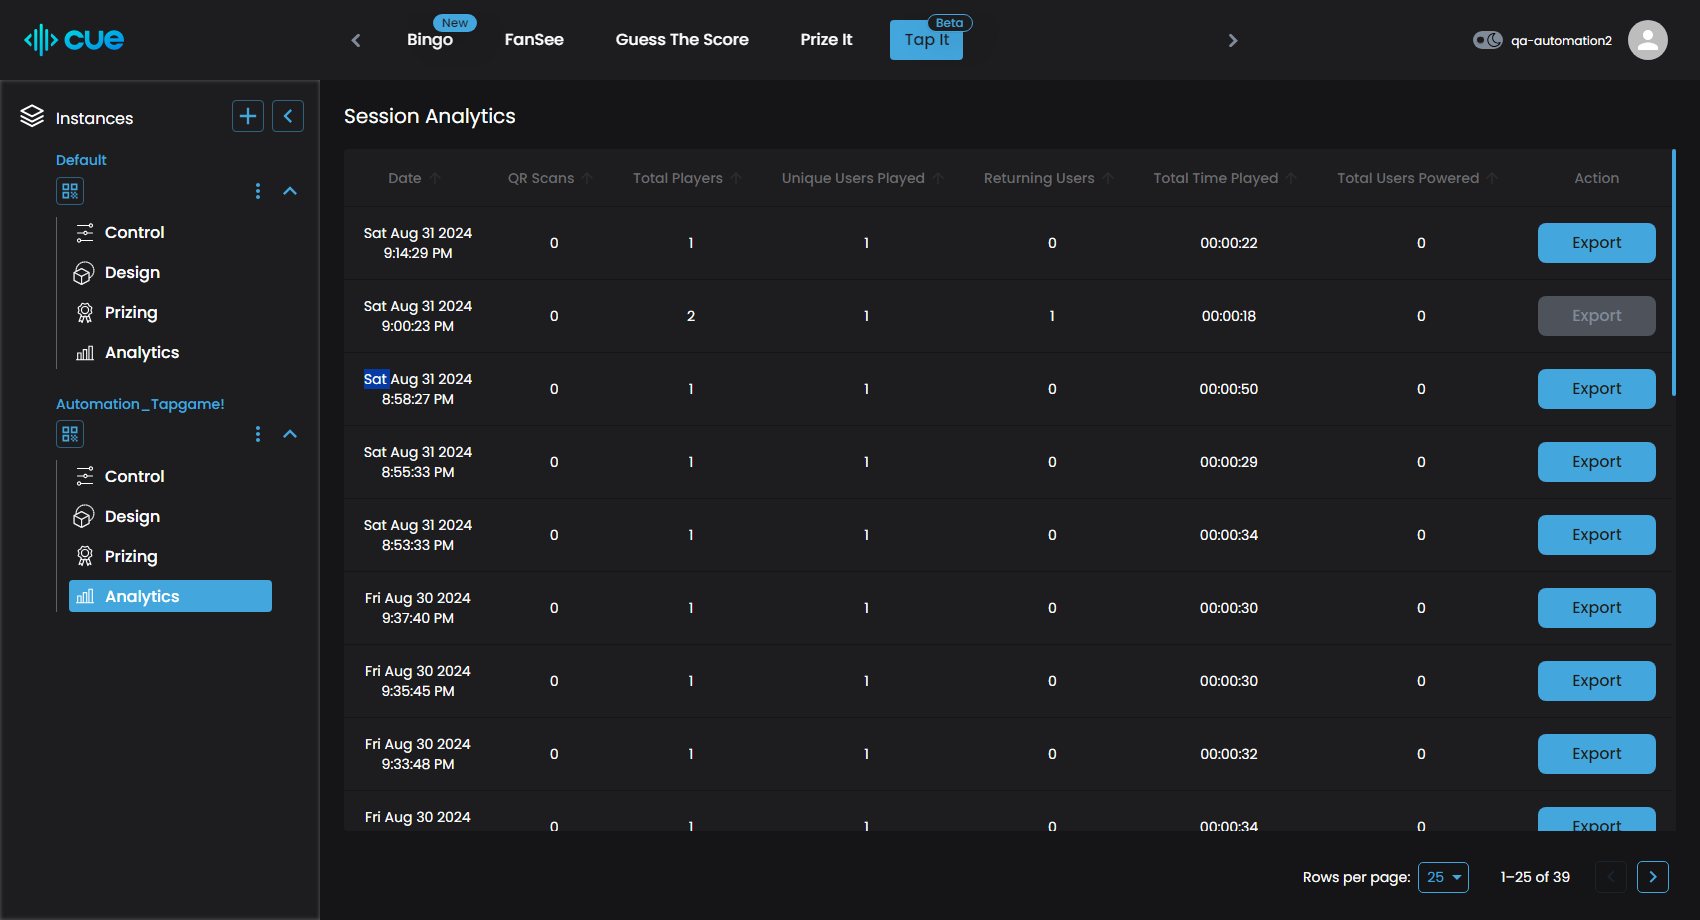 cue
New
Bingo
FanSee
Guess The Score
Prize It
Beta
Tap It
qa-automation2
Instances
Default
Control
Design
Prizing
Analytics
Automation_Tapgame!
Control
Design
Prizing
Analytics
Session Analytics
Date QR Scans Total Players Unique Users Played Returning Users Total Time Played Total Users Powered Action
Sat Aug 31 2024
9:14:29 PM 0 1 1 0 00:00:22 0 Export
Sat Aug 31 2024
9:00:23 PM 0 2 1 1 00:00:18 0 Export
Sat Aug 31 2024
8:58:27 PM 0 1 1 0 00:00:50 0 Export
Sat Aug 31 2024
8:55:33 PM 0 1 1 0 00:00:29 0 Export
Sat Aug 31 2024
8:53:33 PM 0 1 1 0 00:00:34 0 Export
Fri Aug 30 2024
9:37:40 PM 0 1 1 0 00:00:30 0 Export
Fri Aug 30 2024
9:35:45 PM 0 1 1 0 00:00:30 0 Export
Fri Aug 30 2024
9:33:48 PM 0 1 1 0 00:00:32 0 Export
Fri Aug 30 2024
0 1 1 0 00:00:34 0 Export
Rows per page: 25 1–25 of 39